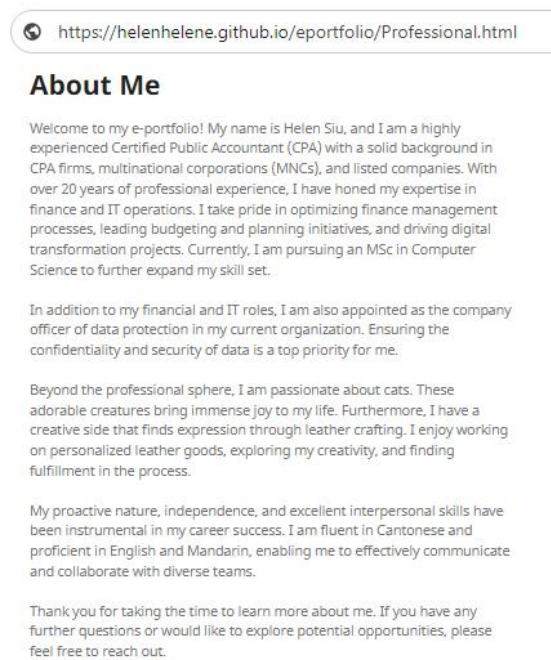 https://helenhelene.github.io/eportfolio/Professional.html
About Me
Welcome to my e-portfolio! My name is Helen Siu, and I am a highly
experienced Certified Public Accountant (CPA) with a solid background in
CPA firms, multinational corporations (MNCs), and listed companies. With
over 20 years of professional experience, I have honed my expertise in
finance and IT operations. I take pride in optimizing finance management
processes, leading budgeting and planning initiatives, and driving digital
transformation projects. Currently, I am pursuing an MSc in Computer
Science to further expand my skill set.
In addition to my financial and IT roles, I am also appointed as the company
officer of data protection in my current organization. Ensuring the
confidentiality and security of data is a top priority for me.
Beyond the professional sphere, I am passionate about cats. These
adorable creatures bring immense joy to my life. Furthermore, I have a
creative side that finds expression through leather crafting. I enjoy working
on personalized leather goods, exploring my creativity, and finding
fulfillment in the process.
My proactive nature, independence, and excellent interpersonal skills have
been instrumental in my career success. I am fluent in Cantonese and
proficient in English and Mandarin, enabling me to effectively communicate
and collaborate with diverse teams.
Thank you for taking the time to learn more about me. If you have any
further questions or would like to explore potential opportunities, please
feel free to reach out.